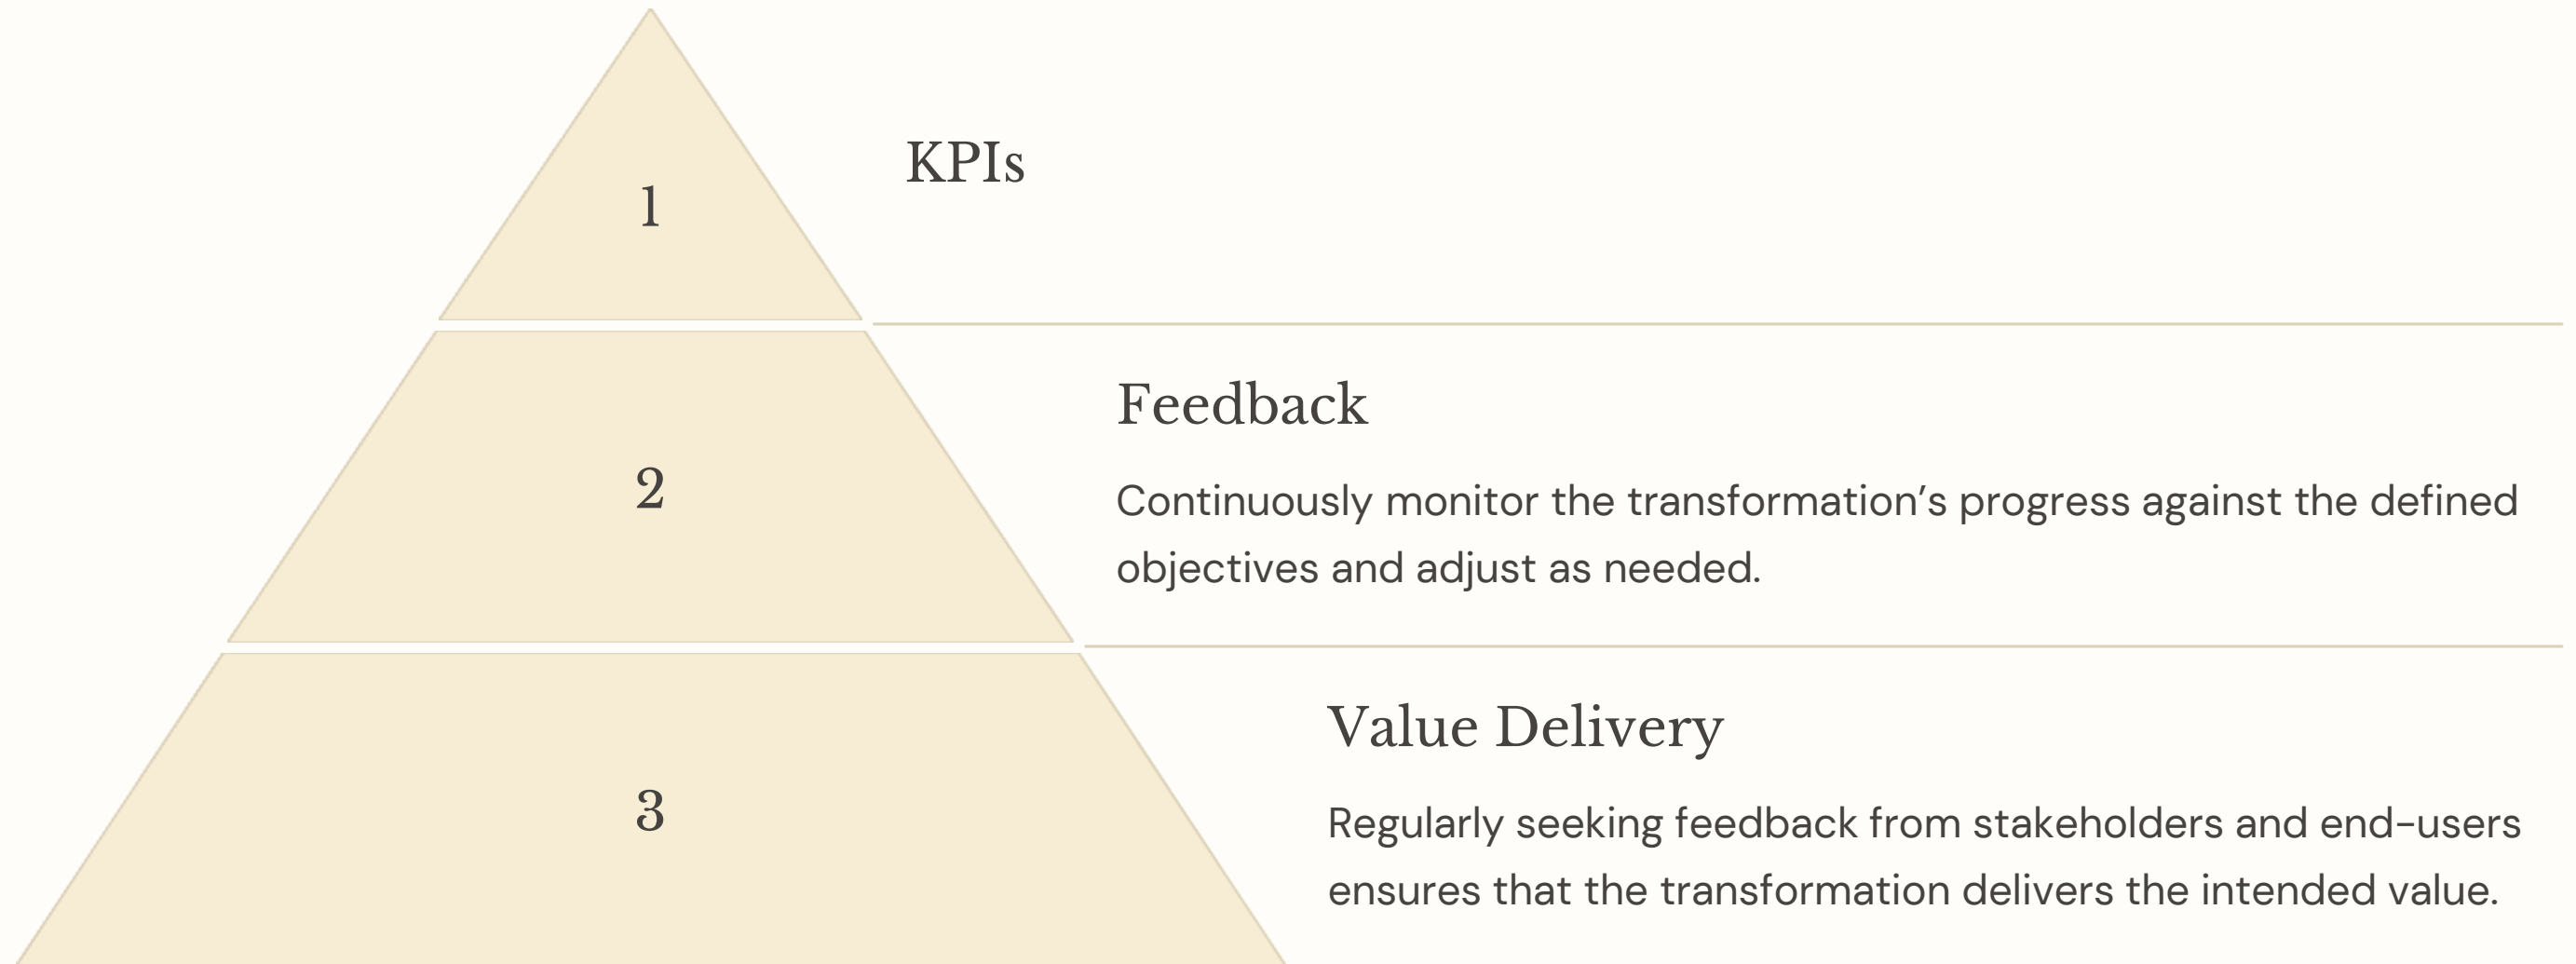 1
KPIs
2
Feedback
Continuously monitor the transformation’s progress against the defined
objectives and adjust as needed.
3
Value Delivery
Regularly seeking feedback from stakeholders and end-users
ensures that the transformation delivers the intended value.